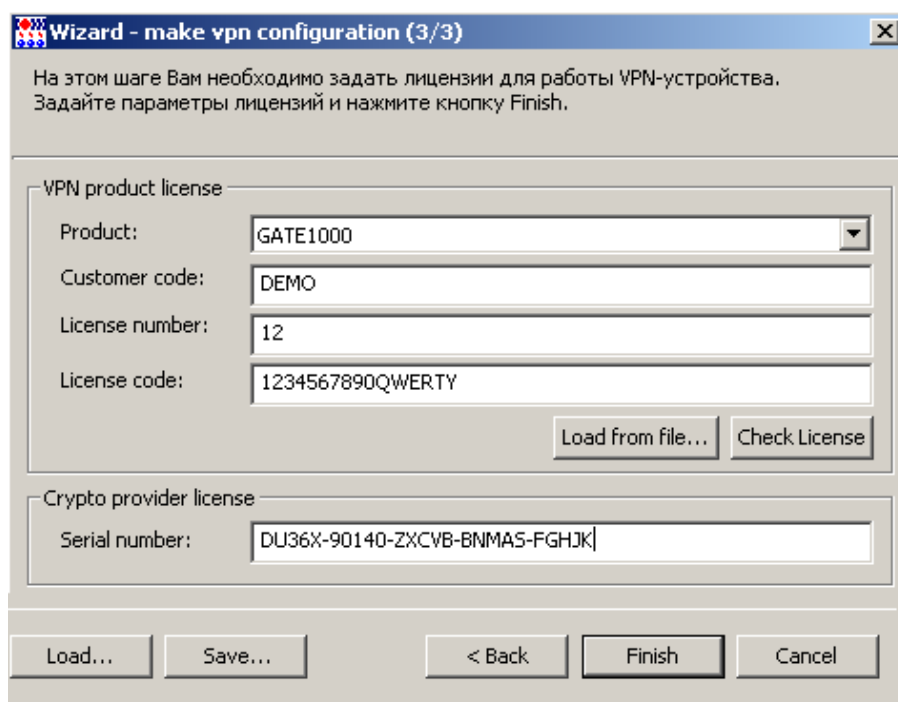 Wizard - make vpn configuration (3/3)
На этом шаге Вам необходимо задать лицензии для работы VPN-устройства.
Задайте параметры лицензий и нажмите кнопку Finish.
VPN product license
Product: GATE1000
Customer code: DEMO
License number: 12
License code: 1234567890QWERTY
Load from file... Check License
Crypto provider license
Serial number: DU36X-90140-ZXCVB-BNMAS-FGHJK
Load... Save... < Back Finish Cancel